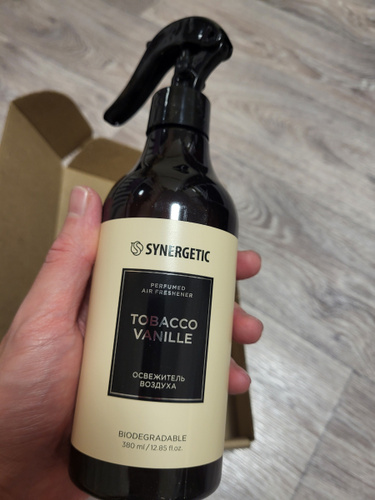 SYNERGETIC
PERFUMED
AIR FRESHENER
TOBACCO
VANILLE
ОСВЕЖИТЕЛЬ
ВОЗДУХА
BIODEGRADABLE
380 ml / 12.85 fl.oz.